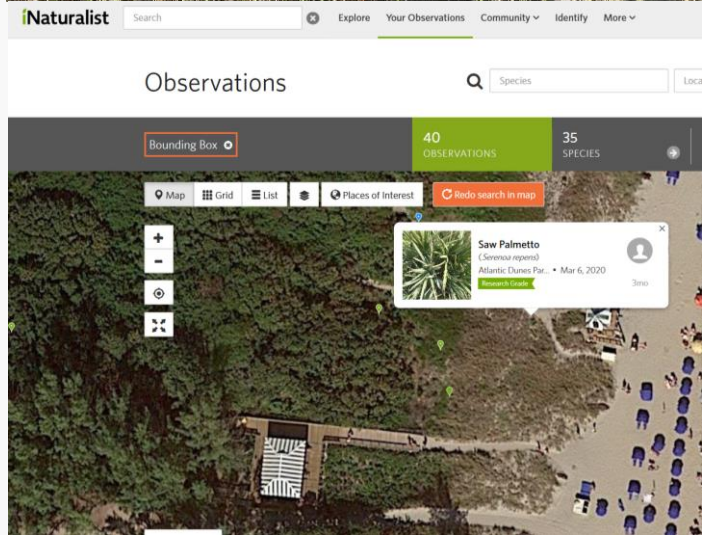 iNaturalist Search Explore Your Observations Community Identify More
Observations Species Loca
Bounding Box 40 35
OBSERVATIONS SPECIES
Map Grid List Places of Interest Redo search in map
+
-
Saw Palmetto
(Serenoa repens)
Atlantic Dunes Par... • Mar 6, 2020
Research Grade 3mo